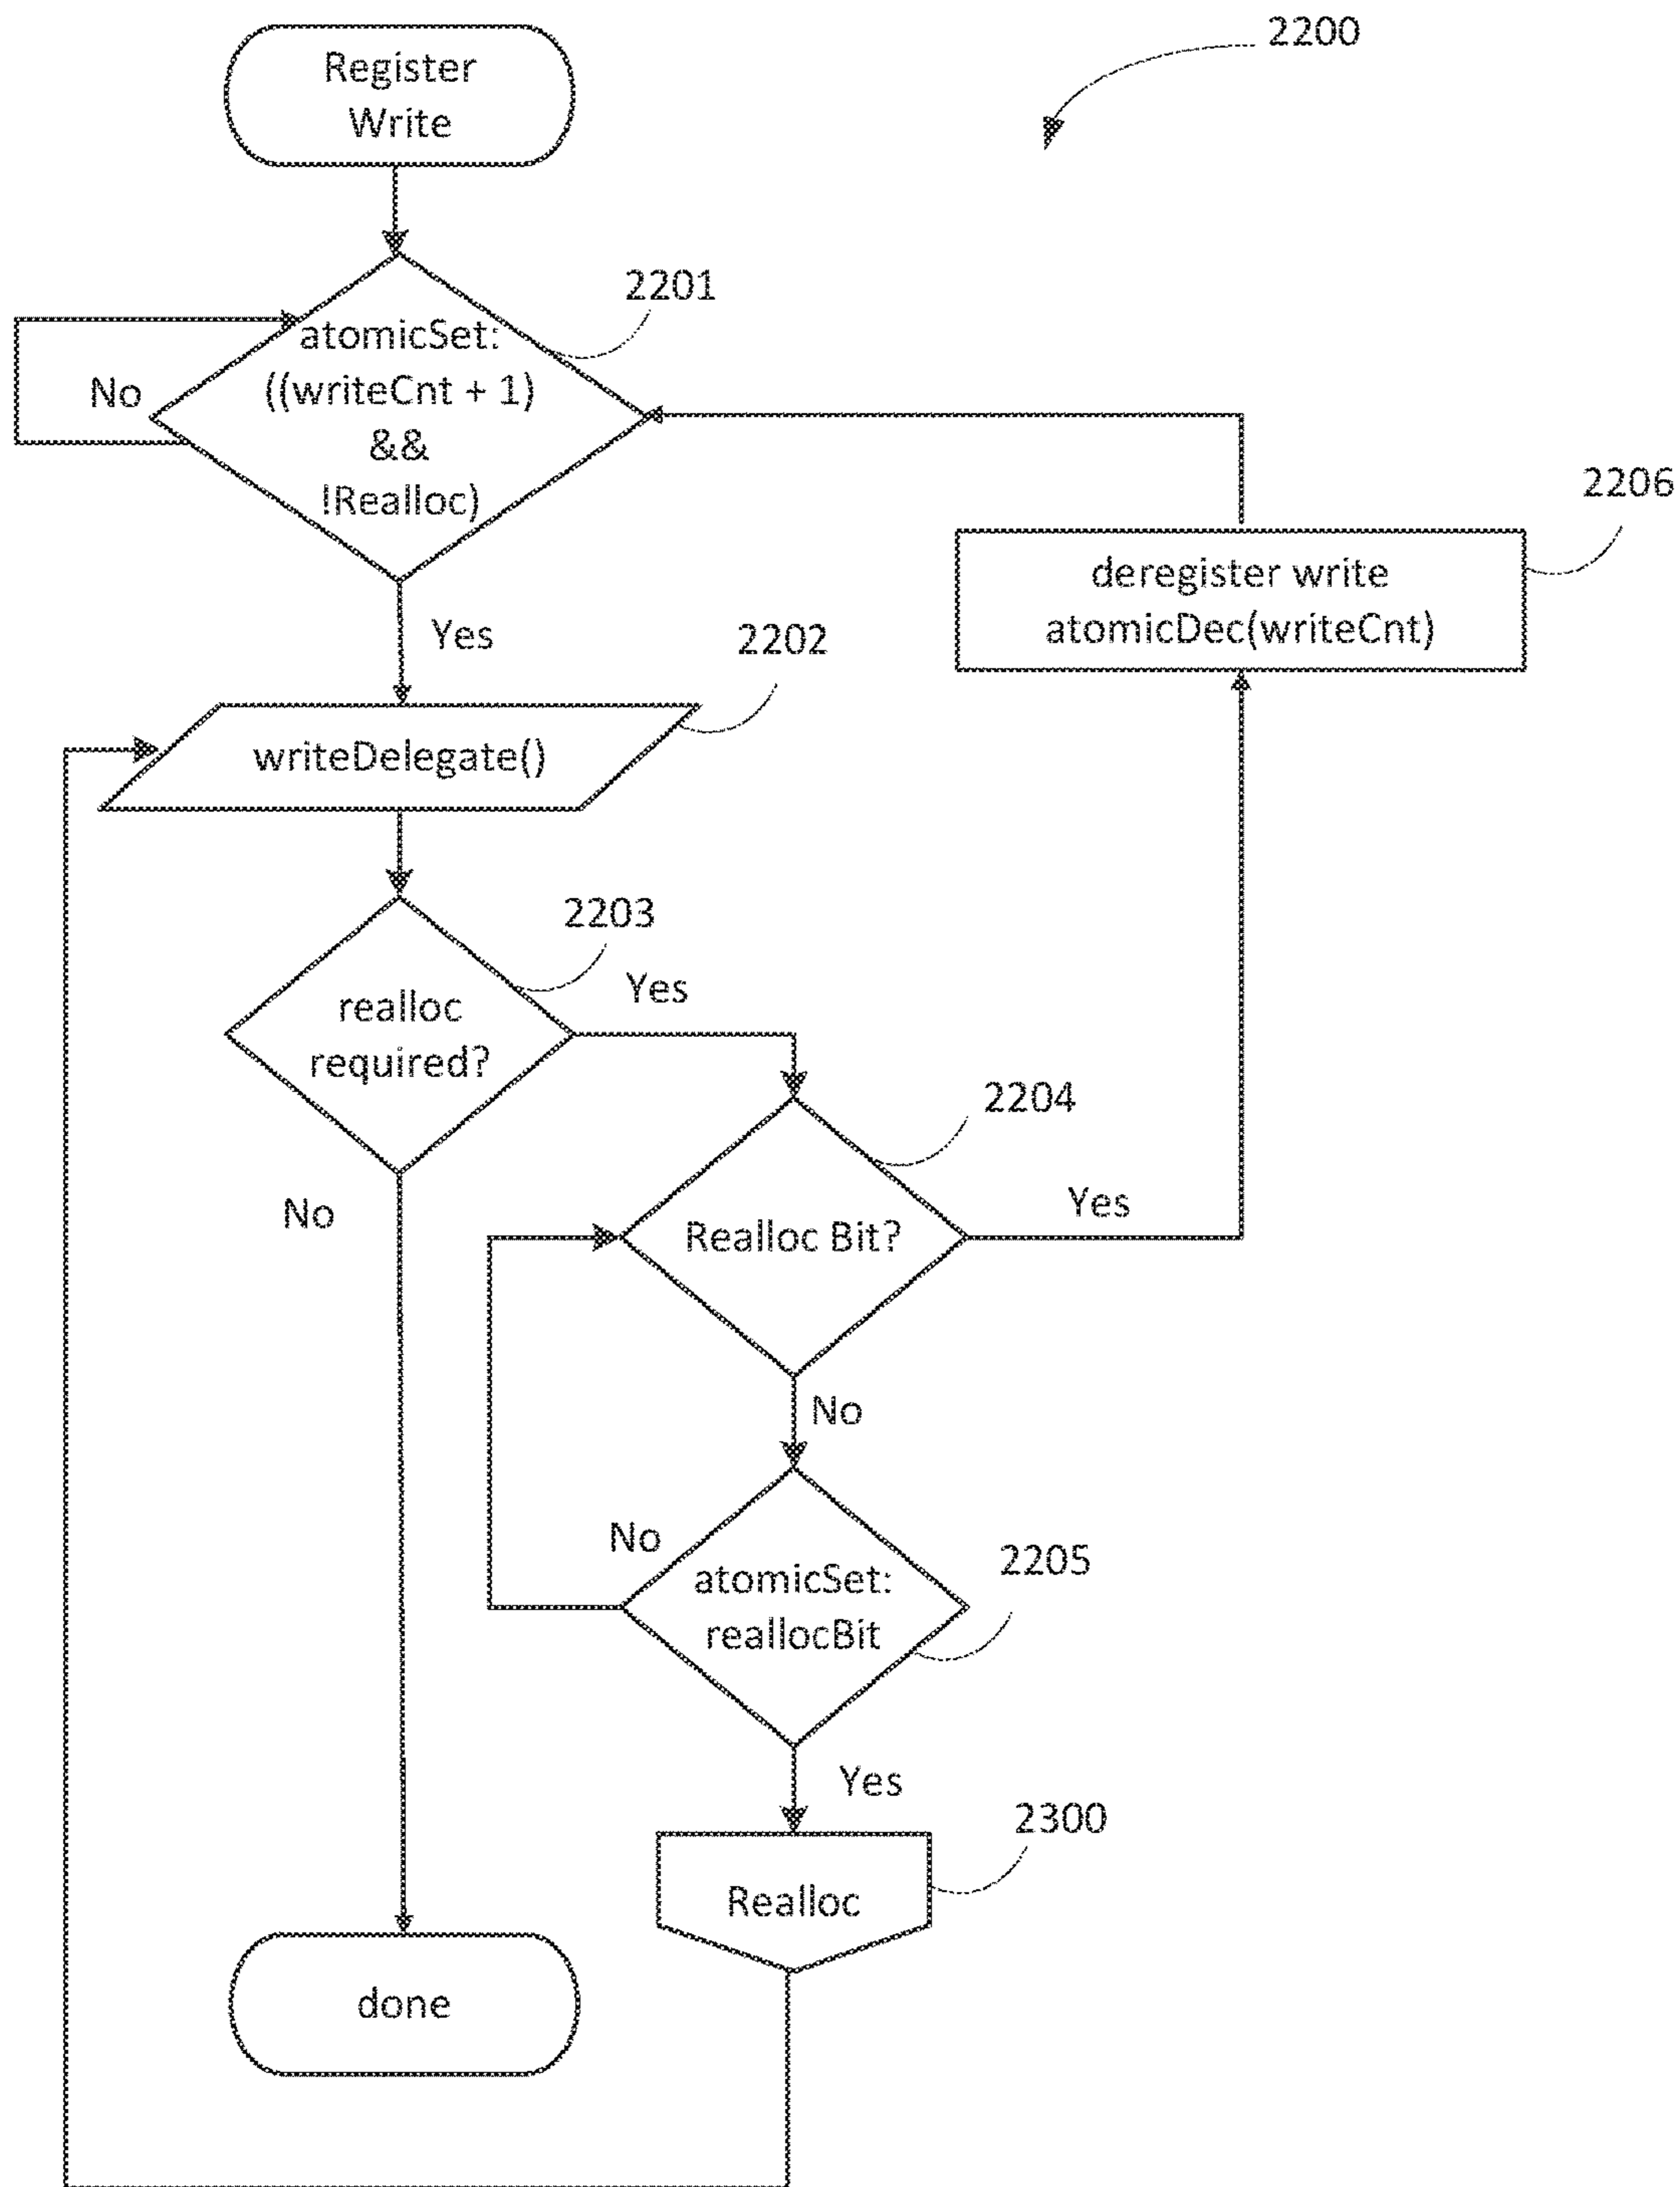 2200
Register
Write
2201
atomicSet:
((writeCnt + 1)
&&
!Realloc)
No
2206
deregister write
atomicDec(writeCnt)
Yes
2202
writeDelegate()
2203
Yes
realloc
required?
2204
No
Yes
Realloc Bit?
No
No
2205
atomicSet:
reallocBit
Yes
2300
Realloc
done